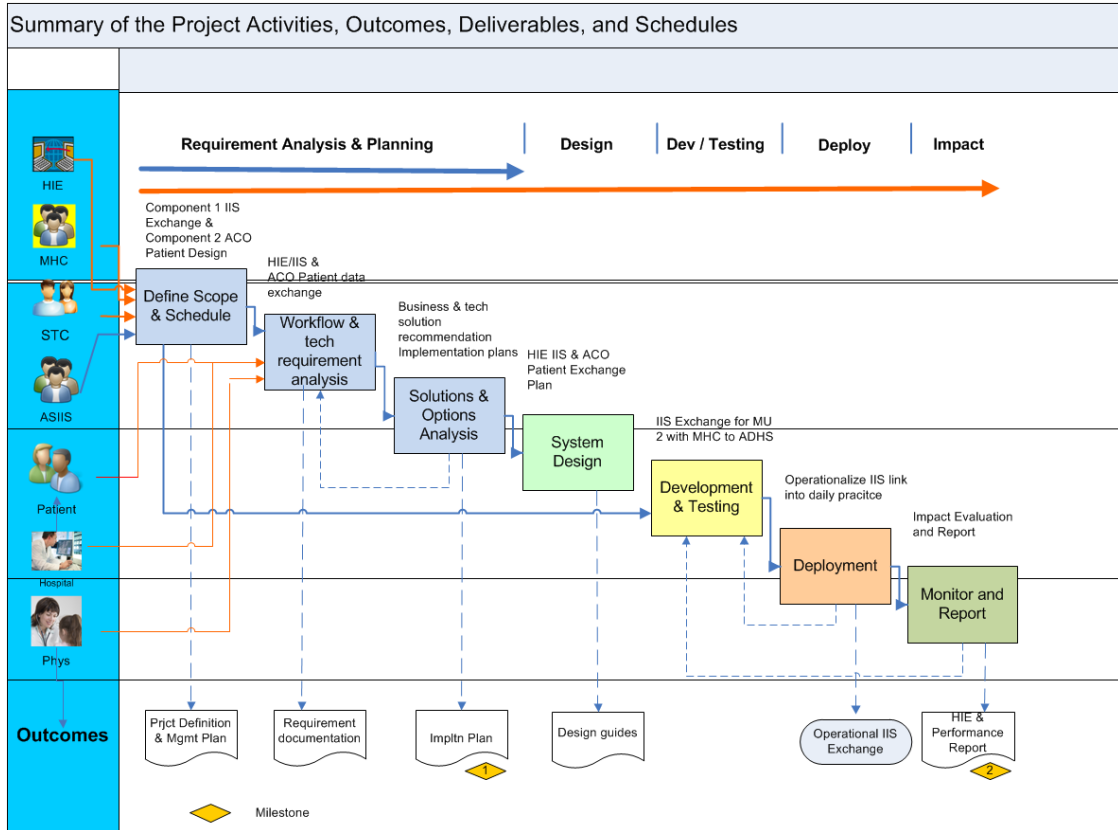 Summary of the Project Activities, Outcomes, Deliverables, and Schedules
Requirement Analysis & Planning
Design
Dev / Testing
Deploy
Impact
HIE
MHC
STC
ASIIS
Patient
Hospital
Phys
Outcomes
Component 1 IIS
Exchange &
Component 2 ACO
Patient Design
Define Scope
& Schedule
HIE/IIS &
ACO Patient data
exchange
Workflow &
tech
requirement
analysis
Business & tech
solution
recommendation
Implementation plans
Solutions &
Options
Analysis
HIE IIS & ACO
Patient Exchange
Plan
System
Design
IIS Exchange for MU
2 with MHC to ADHS
Development
& Testing
Operationalize IIS link
into daily pracitce
Deployment
Impact Evaluation
and Report
Monitor and
Report
Prjct Definition
& Mgmt Plan
Requirement
documentation
Impltn Plan
1
Design guides
Operational IIS
Exchange
HIE &
Performance
Report
2
Milestone